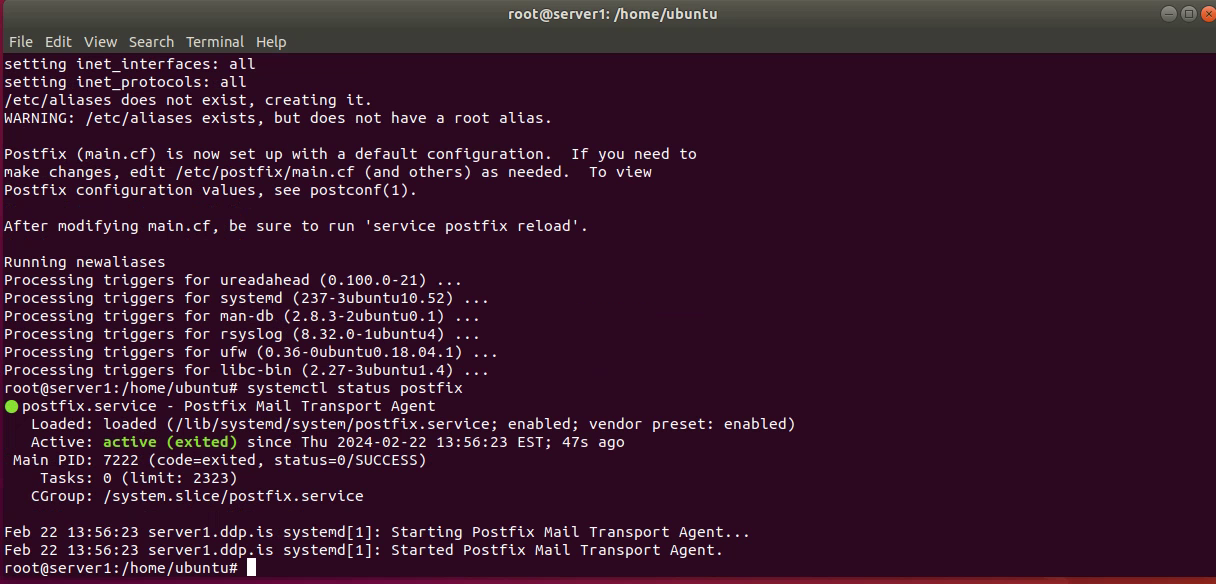 root@server1: /home/ubuntu
File Edit View Search Terminal Help
setting inet_interfaces: all
setting inet_protocols: all
/etc/aliases does not exist, creating it.
WARNING: /etc/aliases exists, but does not have a root alias.
Postfix (main.cf) is now set up with a default configuration.  If you need to
make changes, edit /etc/postfix/main.cf (and others) as needed.  To view
Postfix configuration values, see postconf(1).
After modifying main.cf, be sure to run 'service postfix reload'.
Running newaliases
Processing triggers for ureadahead (0.100.0-21) ...
Processing triggers for systemd (237-3ubuntu10.52) ...
Processing triggers for man-db (2.8.3-2ubuntu0.1) ...
Processing triggers for rsyslog (8.32.0-1ubuntu4) ...
Processing triggers for ufw (0.36-0ubuntu0.18.04.1) ...
Processing triggers for libc-bin (2.27-3ubuntu1.4) ...
root@server1:/home/ubuntu# systemctl status postfix
● postfix.service - Postfix Mail Transport Agent
   Loaded: loaded (/lib/systemd/system/postfix.service; enabled; vendor preset: enabled)
   Active: active (exited) since Thu 2024-02-22 13:56:23 EST; 47s ago
 Main PID: 7222 (code=exited, status=0/SUCCESS)
    Tasks: 0 (limit: 2323)
   CGroup: /system.slice/postfix.service
Feb 22 13:56:23 server1.ddp.is systemd[1]: Starting Postfix Mail Transport Agent...
Feb 22 13:56:23 server1.ddp.is systemd[1]: Started Postfix Mail Transport Agent.
root@server1:/home/ubuntu#